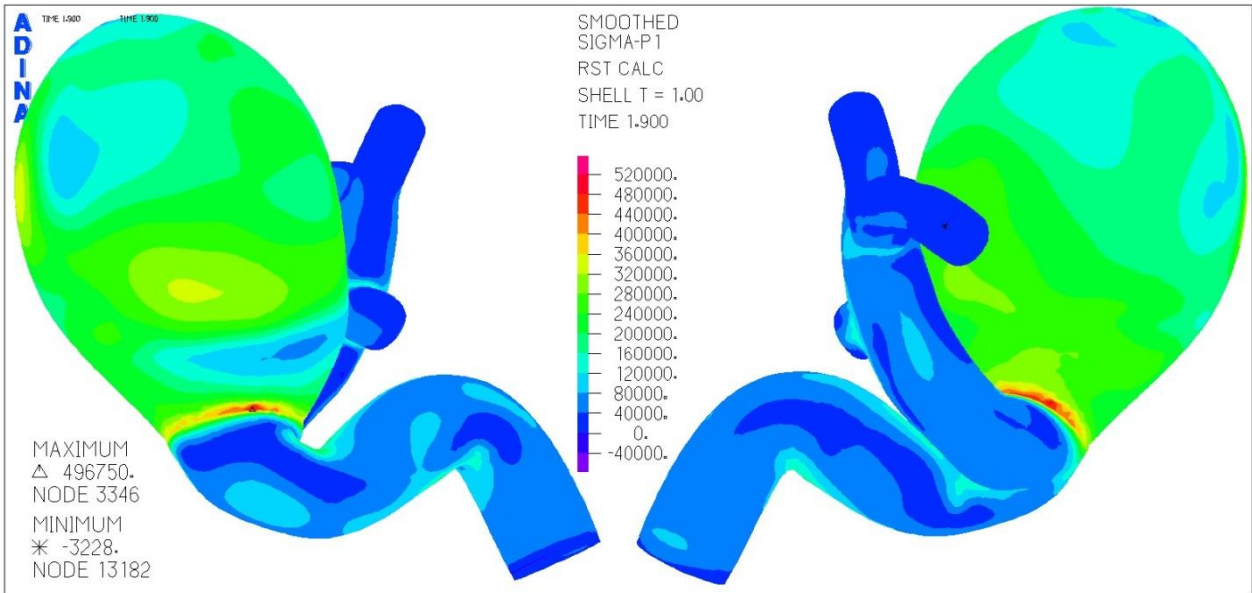 ADINA
TIME 1.900
TIME 1.900
SMOOTHED
SIGMA-P1
RST CALC
SHELL T = 1.00
TIME 1.900
520000.
480000.
440000.
400000.
360000.
320000.
280000.
240000.
200000.
160000.
120000.
80000.
40000.
0.
-40000.
MAXIMUM
△ 496750.
NODE 3346
MINIMUM
✳ -3228.
NODE 13182